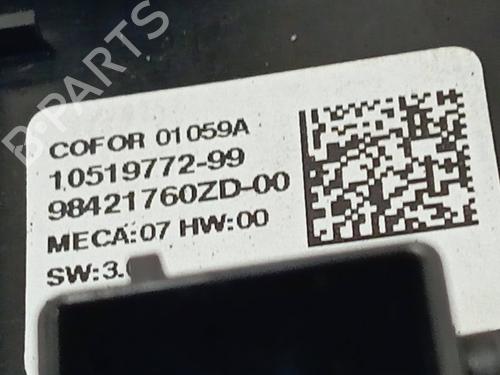 B-PARTS
COFOR 01059A
10519772-99
98421760ZD-00
MECA:07 HW:00
SW:3.